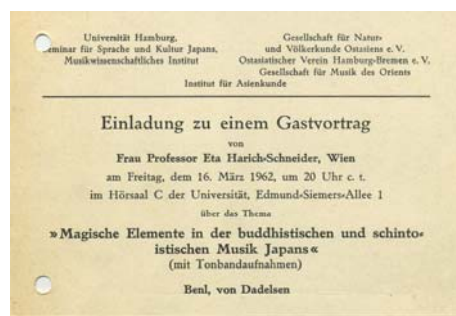 Universität Hamburg,
Seminar für Sprache und Kultur Japans,
Musikwissenschaftliches Institut
Gesellschaft für Natur-
und Völkerkunde Ostasiens e. V.
Ostasiatischer Verein Hamburg-Bremen e. V.
Gesellschaft für Musik des Orients
Institut für Asienkunde
Einladung zu einem Gastvortrag
von
Frau Professor Eta Harich-Schneider, Wien
am Freitag, dem 16. März 1962, um 20 Uhr c. t.
im Hörsaal C der Universität, Edmund-Siemers-Allee 1
über das Thema
»Magische Elemente in der buddhistischen und schinto-
istischen Musik Japans«
(mit Tonbandaufnahmen)
Benl, von Dadelsen